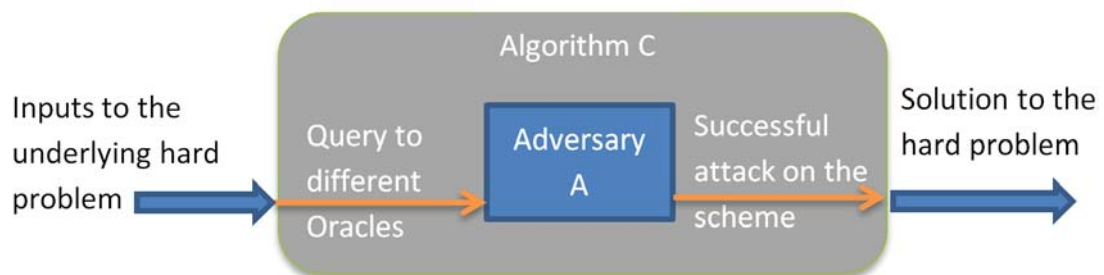 Algorithm C
Inputs to the
underlying hard
problem
Query to
different
Oracles
Adversary
A
Successful
attack on the
scheme
Solution to the
hard problem